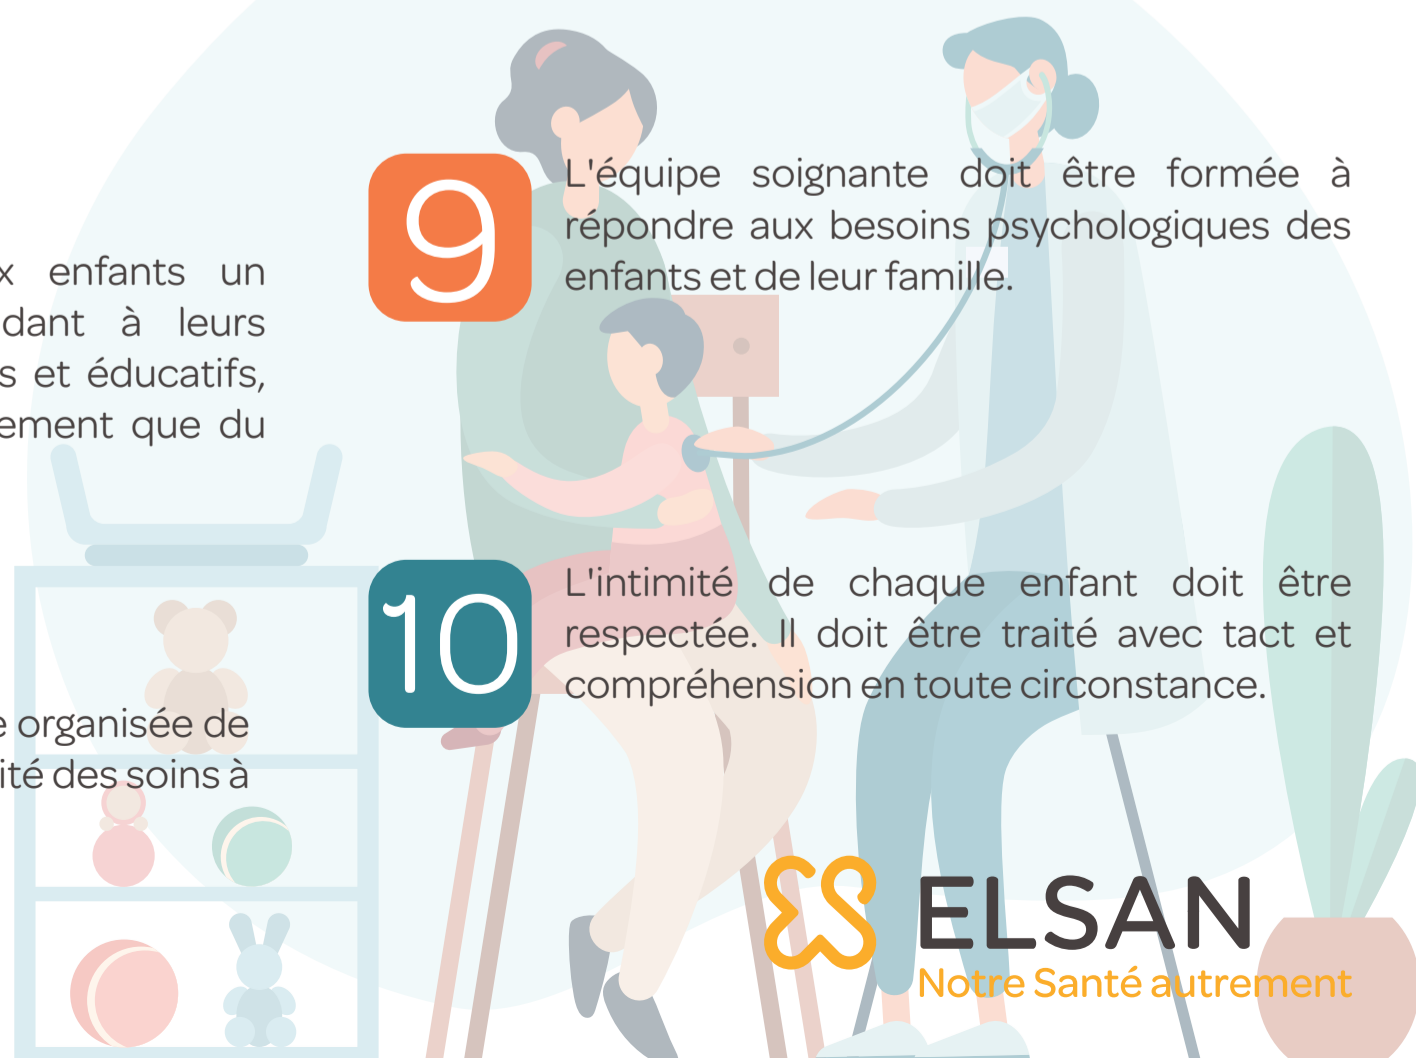 x enfants un
dant à leurs
s et éducatifs,
ement que du
e organisée de
ité des soins à
9
L'équipe soignante doit être formée à
répondre aux besoins psychologiques des
enfants et de leur famille.
10
L'intimité de chaque enfant doit être
respectée. Il doit être traité avec tact et
compréhension en toute circonstance.
ELSAN
Notre Santé autrement